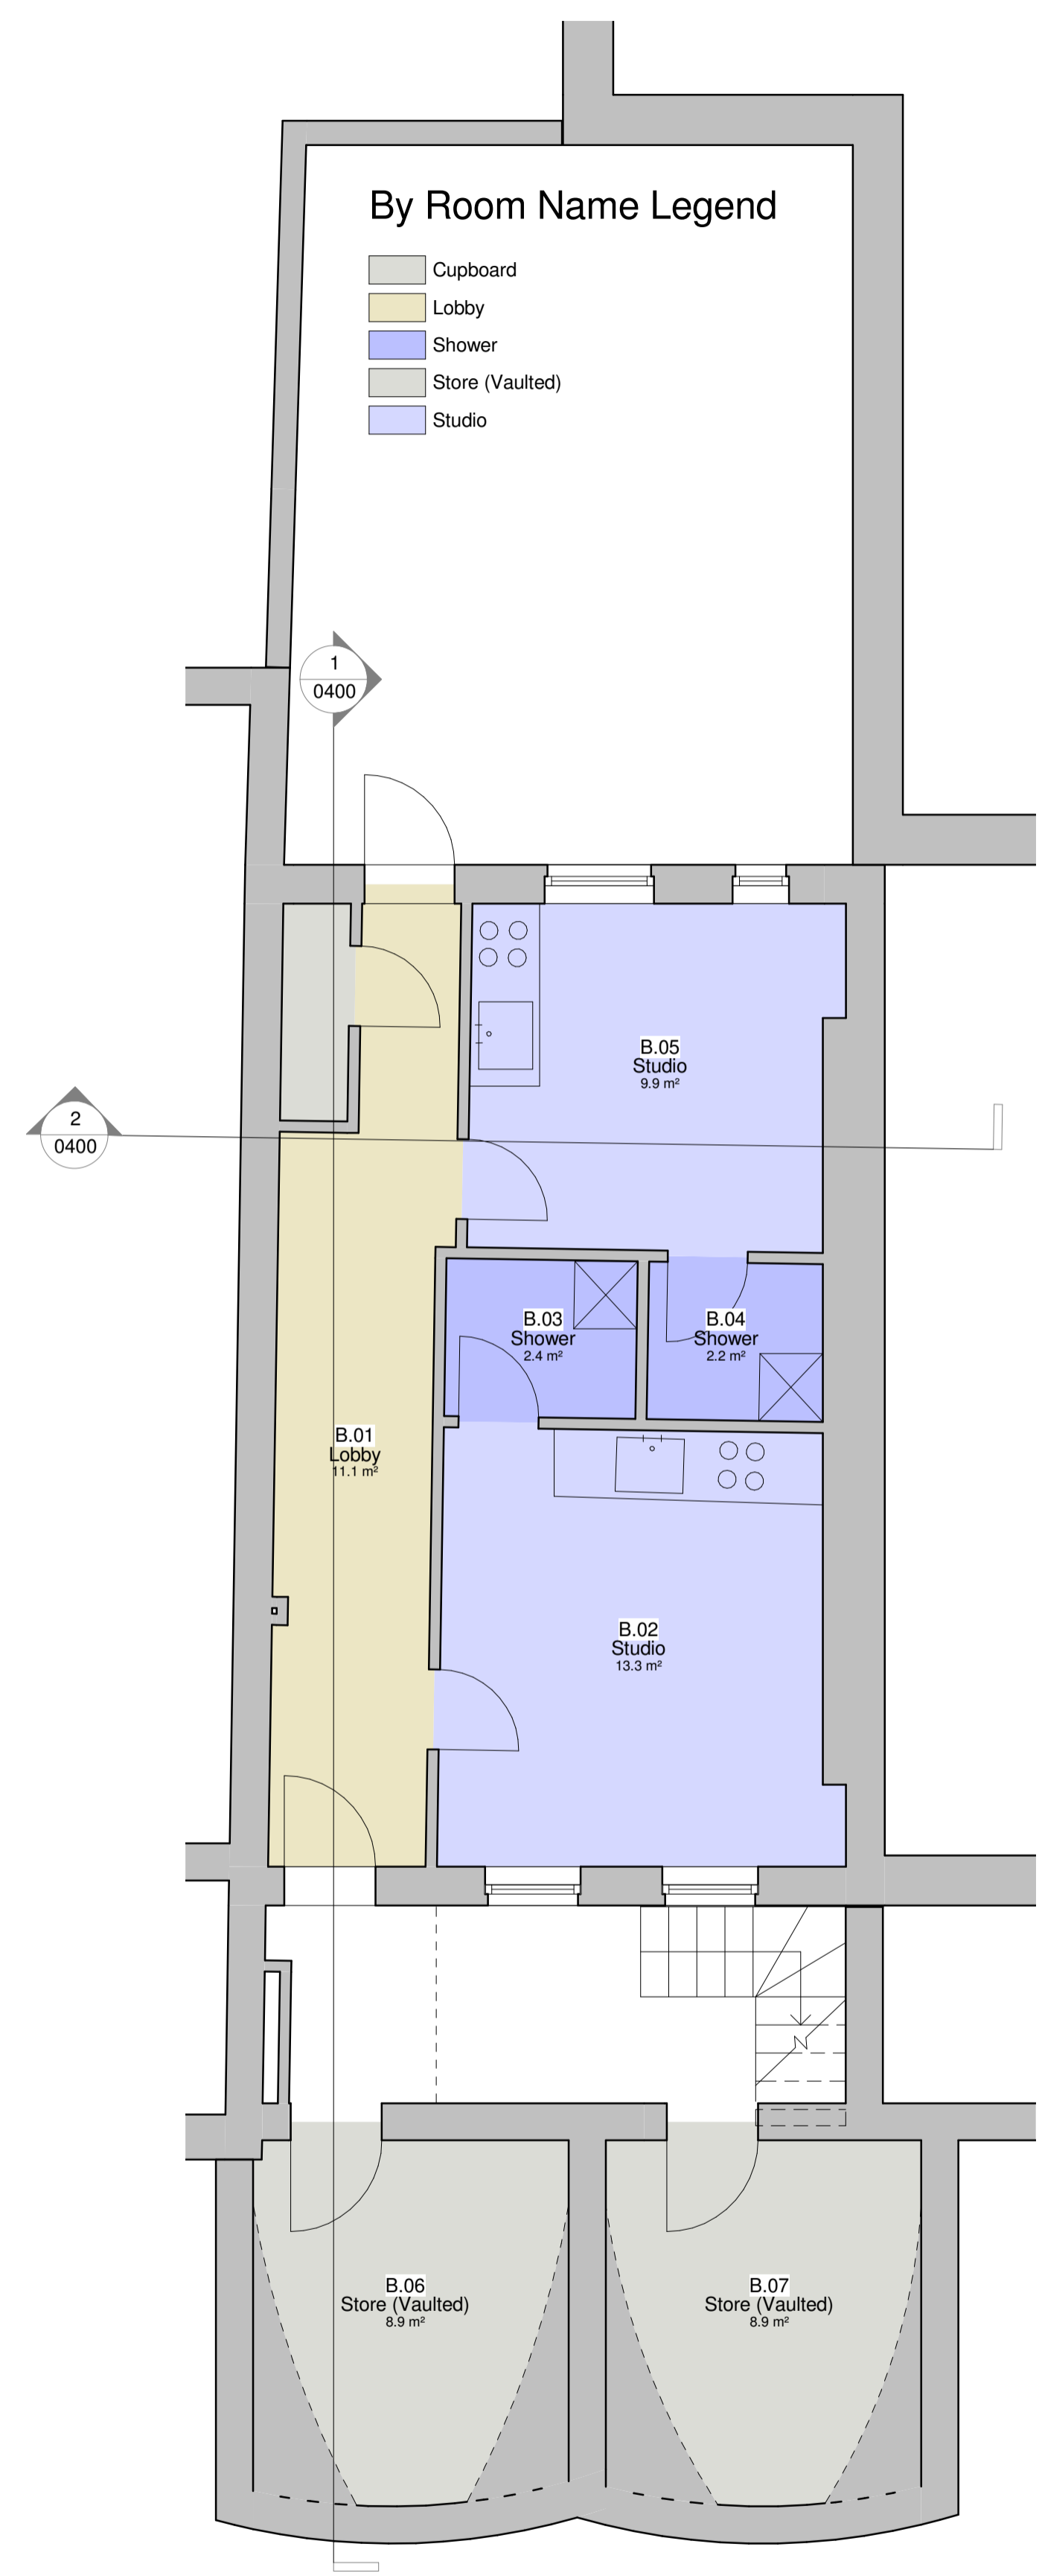 By Room Name Legend
Cupboard
Lobby
Shower
Store (Vaulted)
Studio
1
0400
B.05
Studio
9.9 m²
2
0400
B.03
Shower
2.4 m²
B.04
Shower
2.2 m²
B.01
Lobby
11.1 m²
B.02
Studio
13.3 m²
B.06
Store (Vaulted)
8.9 m²
B.07
Store (Vaulted)
8.9 m²